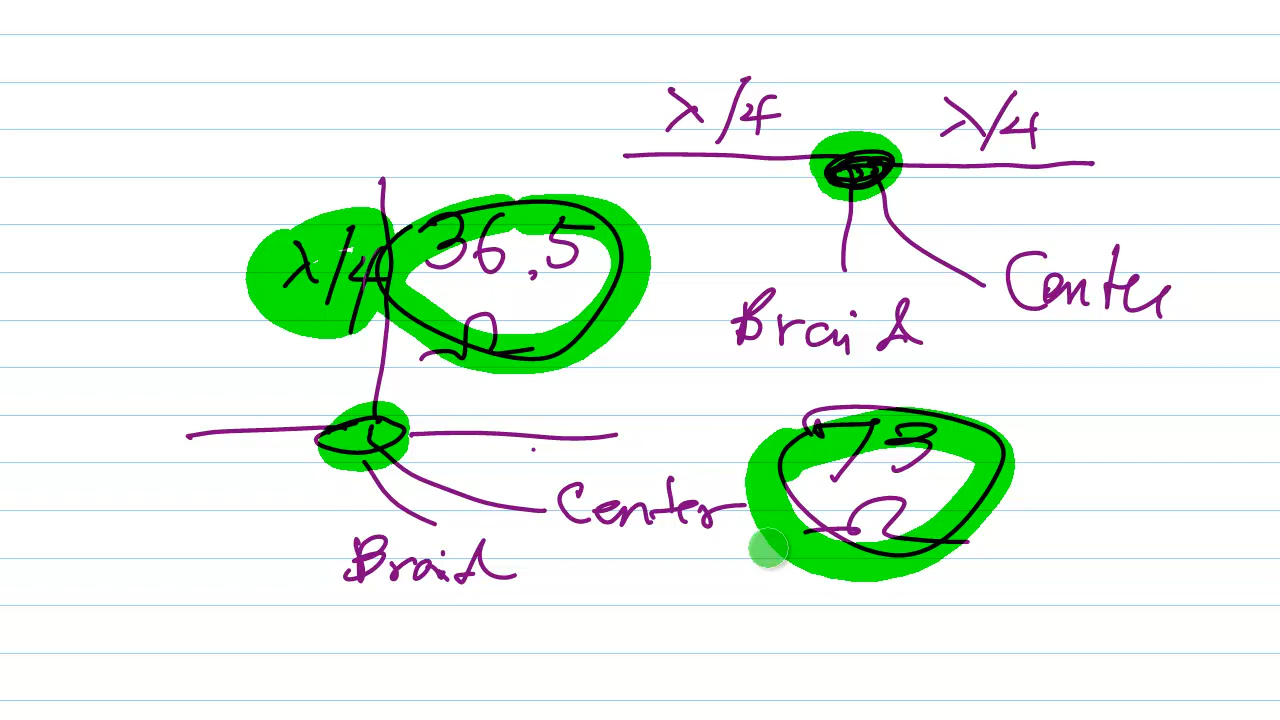 λ/4 λ/4
λ/4 36,5
Ω
Braid Center
73
Ω
Center
Braid